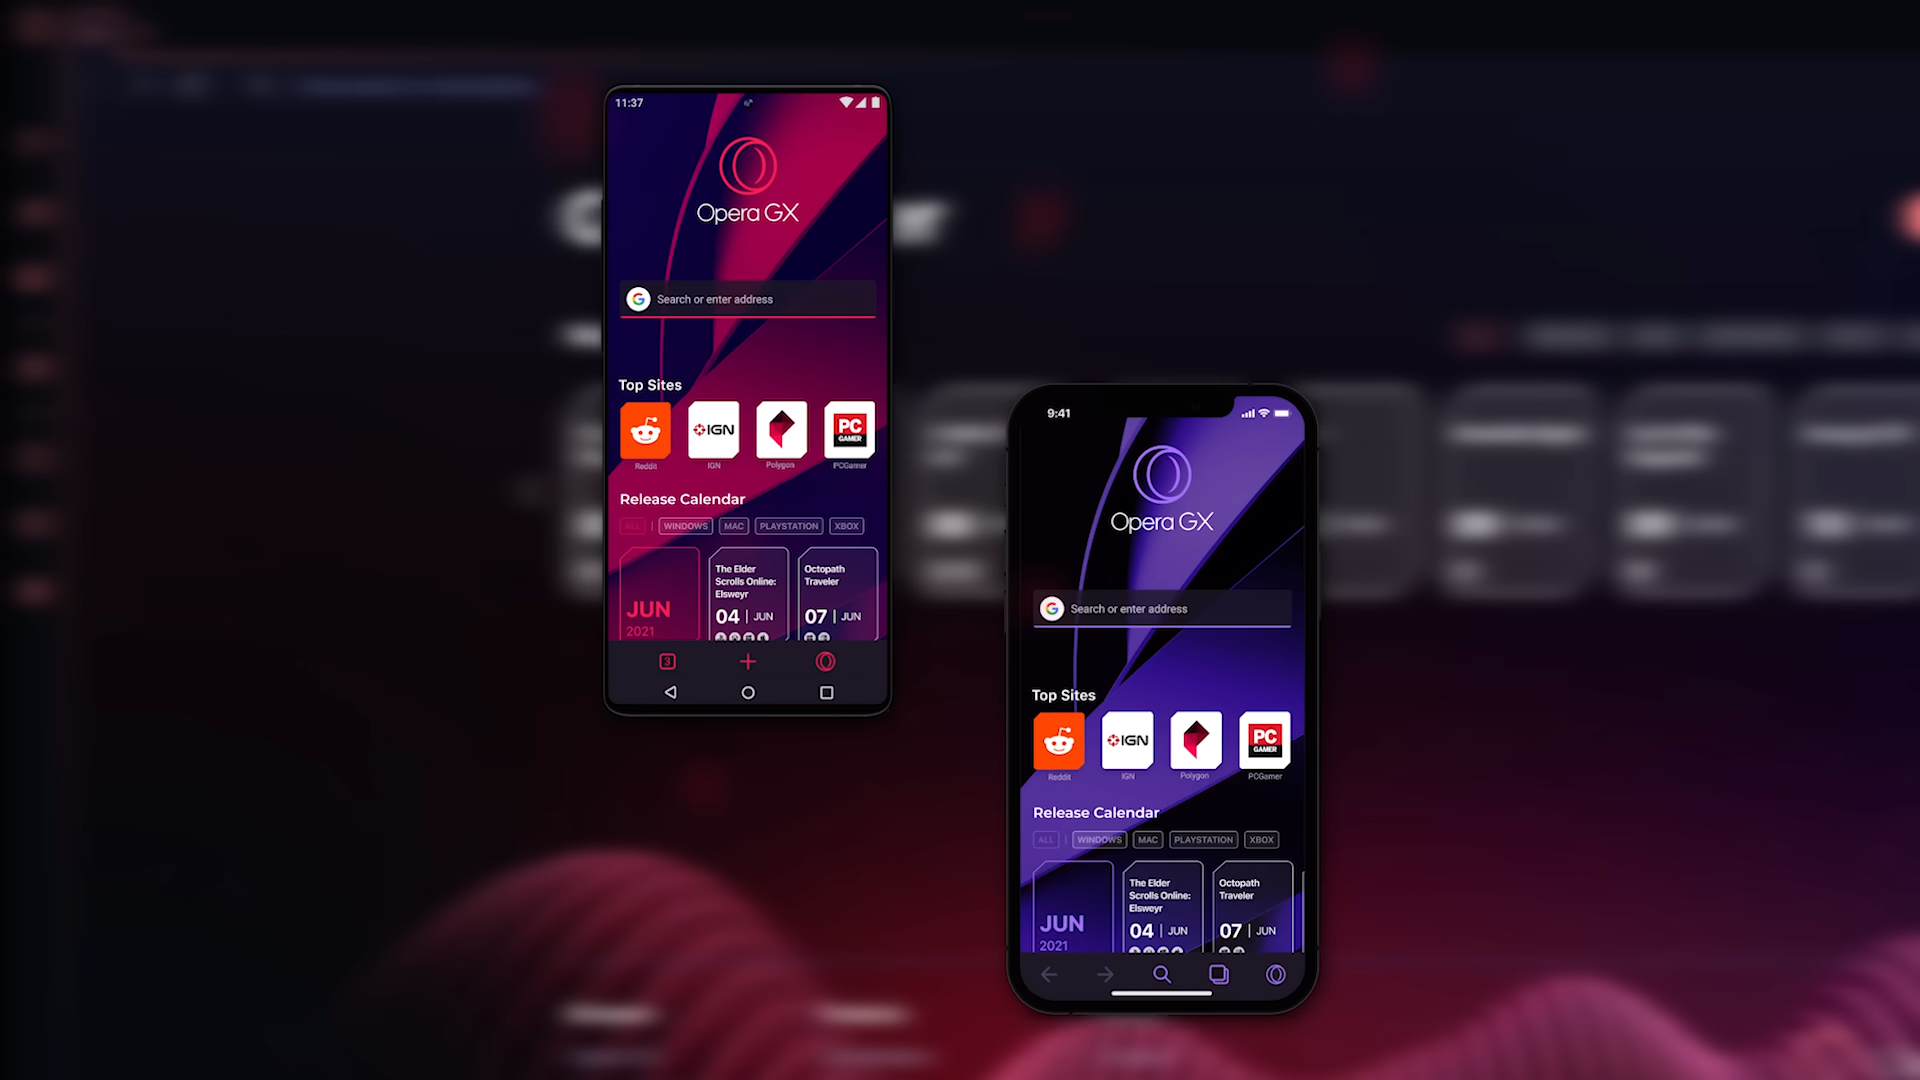 11:37
Opera GX
Search or enter address
Top Sites
Reddit
IGN
Polygon
PC GAMER
IGN
Reddit
Polygon
PCGamer
Release Calendar
ALL | WINDOWS MAC PLAYSTATION XBOX
The Elder
Scrolls Online:
Elsweyr
Octopath
Traveler
JUN
2021
04 | JUN
07 | JUN
3
9:41
Opera GX
Search or enter address
Top Sites
IGN
PC
GAMER
Reddit
IGN
Polygon
PCGamer
Release Calendar
ALL | WINDOWS MAC PLAYSTATION XBOX
The Elder
Scrolls Online:
Elsweyr
Octopath
Traveler
JUN
2021
04 | JUN
07 | JUN